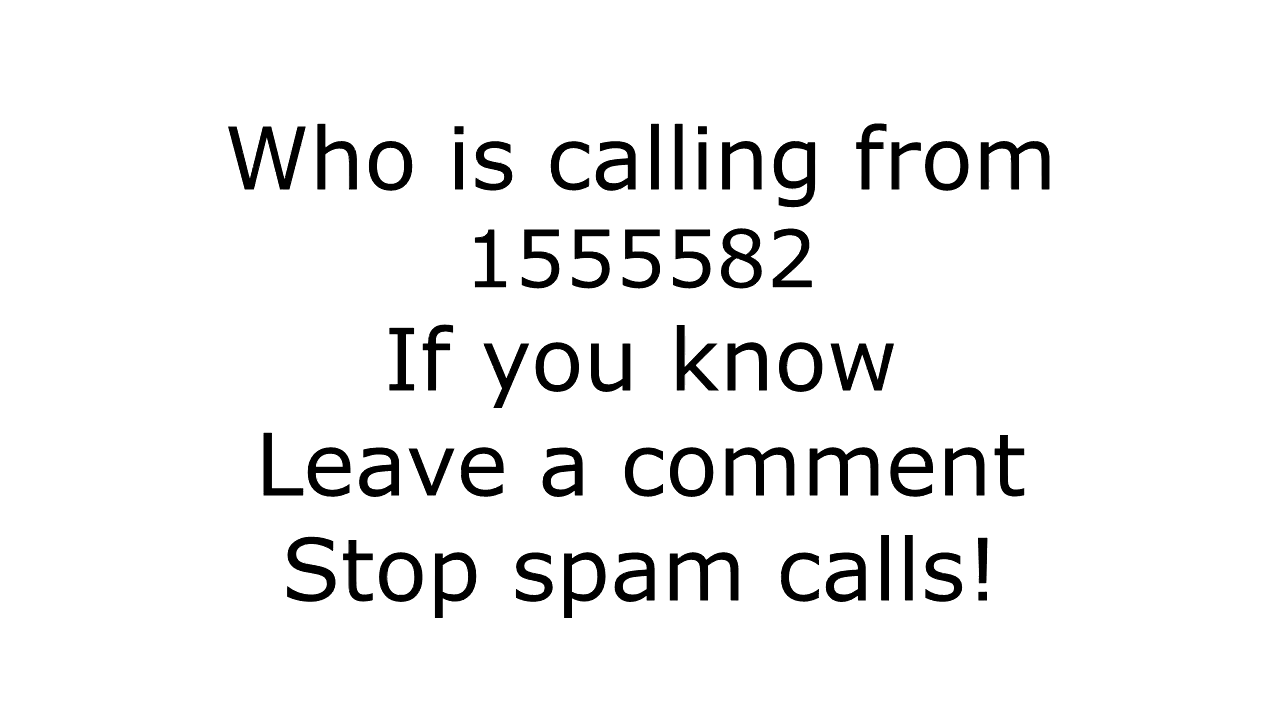 Who is calling from
1555582
If you know
Leave a comment
Stop spam calls!